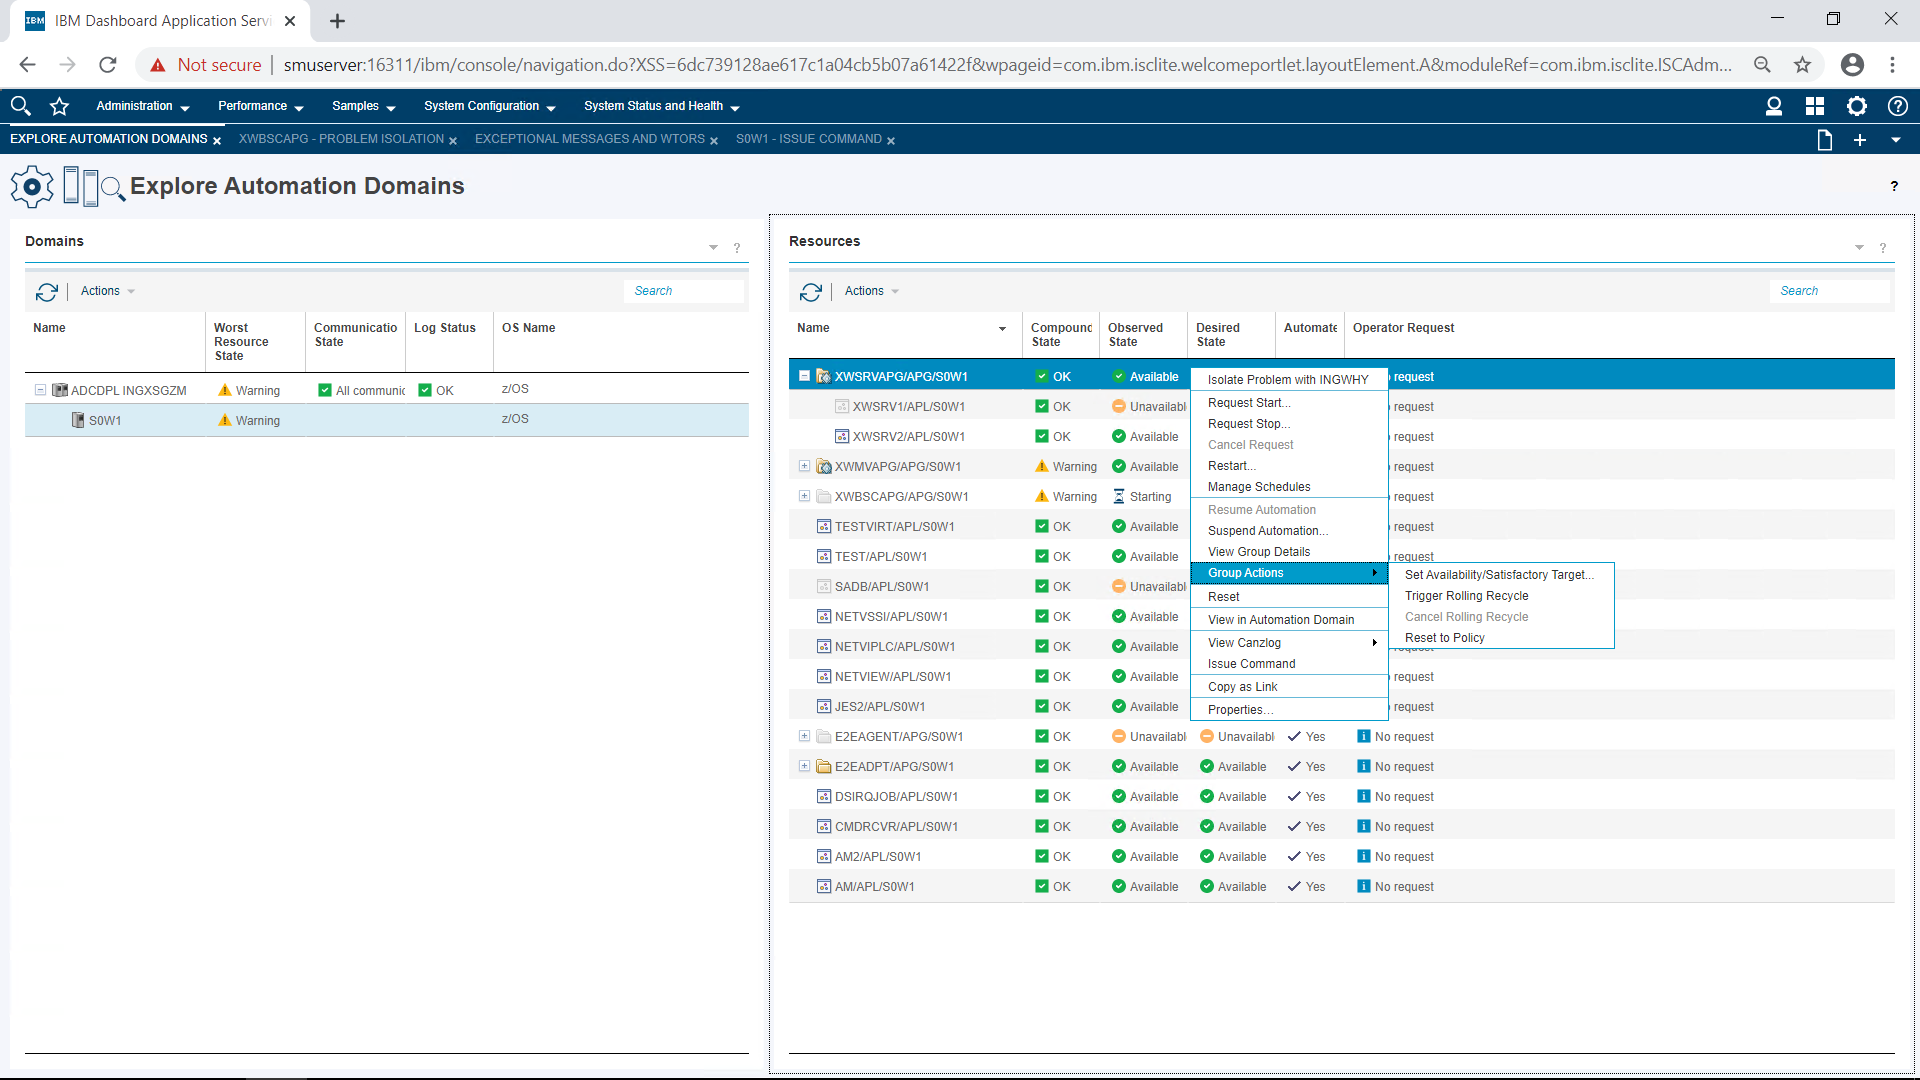 IBM IBM Dashboard Application Servi
Not secure smuserver:16311/ibm/console/navigation.do?XSS=6dc739128ae617c1a04cb5b07a61422f&wpageid=com.ibm.isclite.welcomeportlet.layoutElement.A&moduleRef=com.ibm.isclite.ISCAdm...
Administration Performance Samples System Configuration System Status and Health
EXPLORE AUTOMATION DOMAINS XWBSCAPG - PROBLEM ISOLATION EXCEPTIONAL MESSAGES AND WTORS S0W1 - ISSUE COMMAND
Explore Automation Domains ?
Domains ?
Actions Search
Name Worst Resource State Communicatio State Log Status OS Name
ADCDPL INGXSGZM Warning All communic OK z/OS
S0W1 Warning z/OS
Resources ?
Actions Search
Name Compound State Observed State Desired State Automate Operator Request
XWSRVAPG/APG/S0W1 OK Available request
XWSRV1/APL/S0W1 OK Unavailabl request
XWSRV2/APL/S0W1 OK Available request
XWMVAPG/APG/S0W1 Warning Available request
XWBSCAPG/APG/S0W1 Warning Starting request
TESTVIRT/APL/S0W1 OK Available request
TEST/APL/S0W1 OK Available request
SADB/APL/S0W1 OK Unavailabl
NETVSSI/APL/S0W1 OK Available
NETVIPLC/APL/S0W1 OK Available request
NETVIEW/APL/S0W1 OK Available request
JES2/APL/S0W1 OK Available request
E2EAGENT/APG/S0W1 OK Unavailabl Unavailabl Yes No request
E2EADPT/APG/S0W1 OK Available Available Yes No request
DSIRQJOB/APL/S0W1 OK Available Available Yes No request
CMDRCVR/APL/S0W1 OK Available Available Yes No request
AM2/APL/S0W1 OK Available Available Yes No request
AM/APL/S0W1 OK Available Available Yes No request
Isolate Problem with INGWHY
Request Start...
Request Stop...
Cancel Request
Restart...
Manage Schedules
Resume Automation
Suspend Automation...
View Group Details
Group Actions
Reset
View in Automation Domain
View Canzlog
Issue Command
Copy as Link
Properties...
Set Availability/Satisfactory Target...
Trigger Rolling Recycle
Cancel Rolling Recycle
Reset to Policy